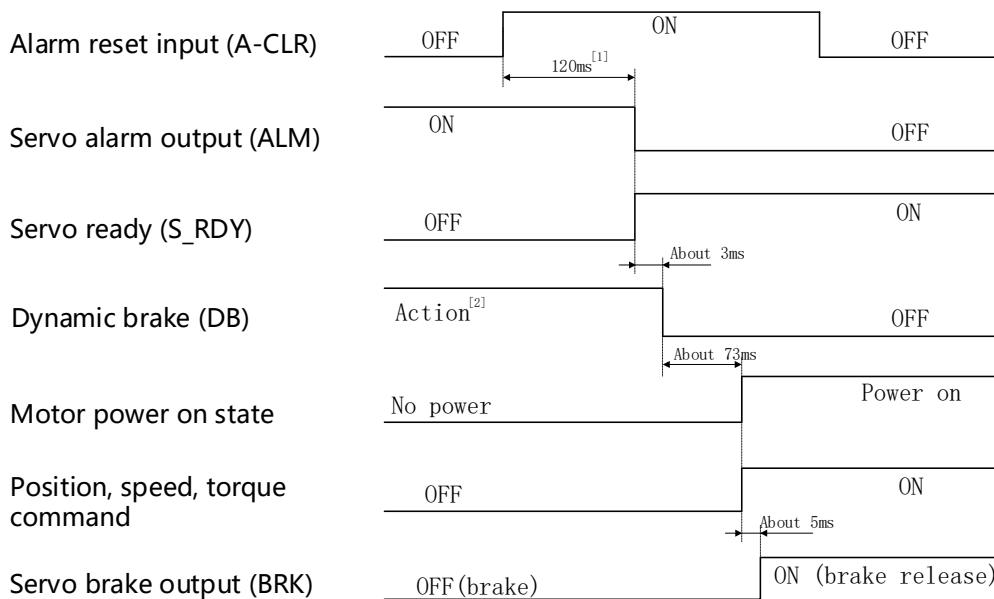 Alarm reset input (A-CLR)
OFF
ON
OFF
120ms[1]
Servo alarm output (ALM)
ON
OFF
Servo ready (S_RDY)
OFF
ON
About 3ms
Dynamic brake (DB)
Action[2]
OFF
About 73ms
Motor power on state
No power
Power on
Position, speed, torque
command
OFF
ON
About 5ms
Servo brake output (BRK)
OFF(brake)
ON (brake release)